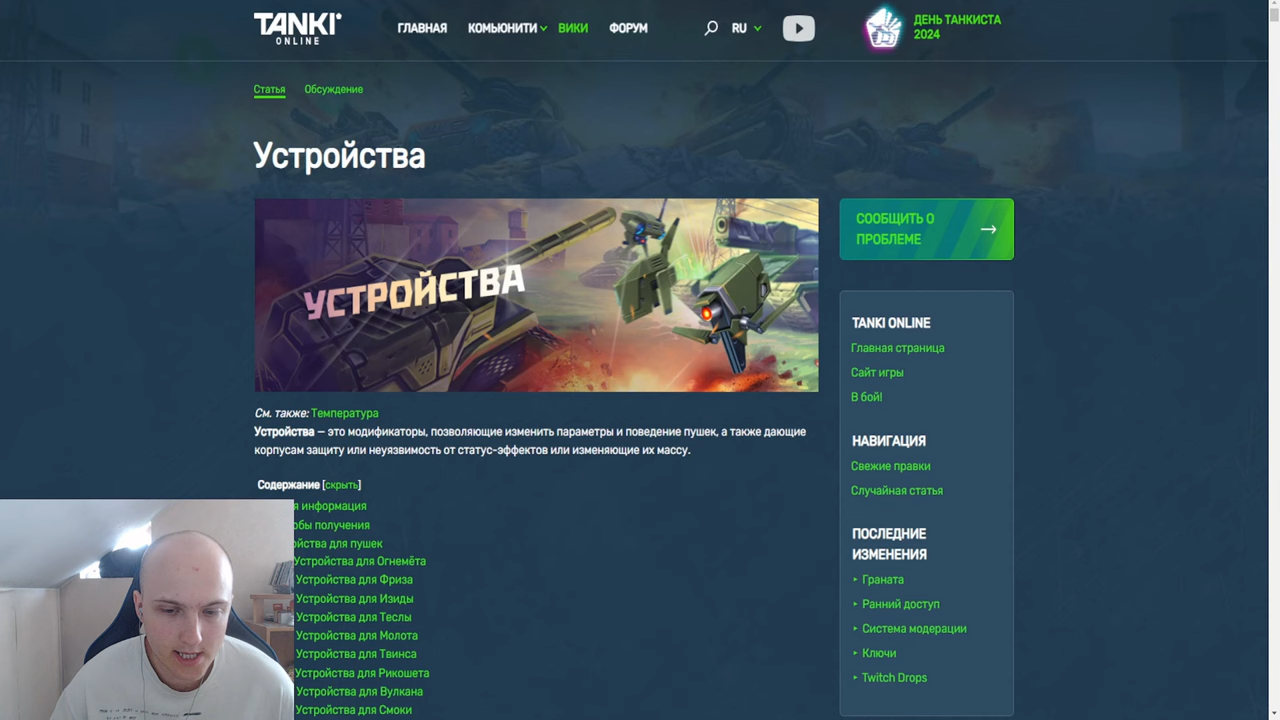 TANKI
ONLINE
ГЛАВНАЯ
КОМЬЮНИТИ
ВИКИ
ФОРУМ
RU
ДЕНЬ ТАНКИСТА
2024
Статья
Обсуждение
Устройства
УСТРОЙСТВА
СООБЩИТЬ О
ПРОБЛЕМЕ
См. также: Температура
Устройства — это модификаторы, позволяющие изменить параметры и поведение пушек, а также дающие
корпусам защиту или неуязвимость от статус-эффектов или изменяющие их массу.
Содержание [скрыть]
информация
получения
для пушек
Устройства для Огнемёта
Устройства для Фриза
Устройства для Изиды
Устройства для Теслы
Устройства для Молота
Устройства для Твинса
Устройства для Рикошета
Устройства для Вулкана
Устройства для Смоки
TANKI ONLINE
Главная страница
Сайт игры
В бой!
НАВИГАЦИЯ
Свежие правки
Случайная статья
ПОСЛЕДНИЕ
ИЗМЕНЕНИЯ
Граната
Ранний доступ
Система модерации
Ключи
Twitch Drops